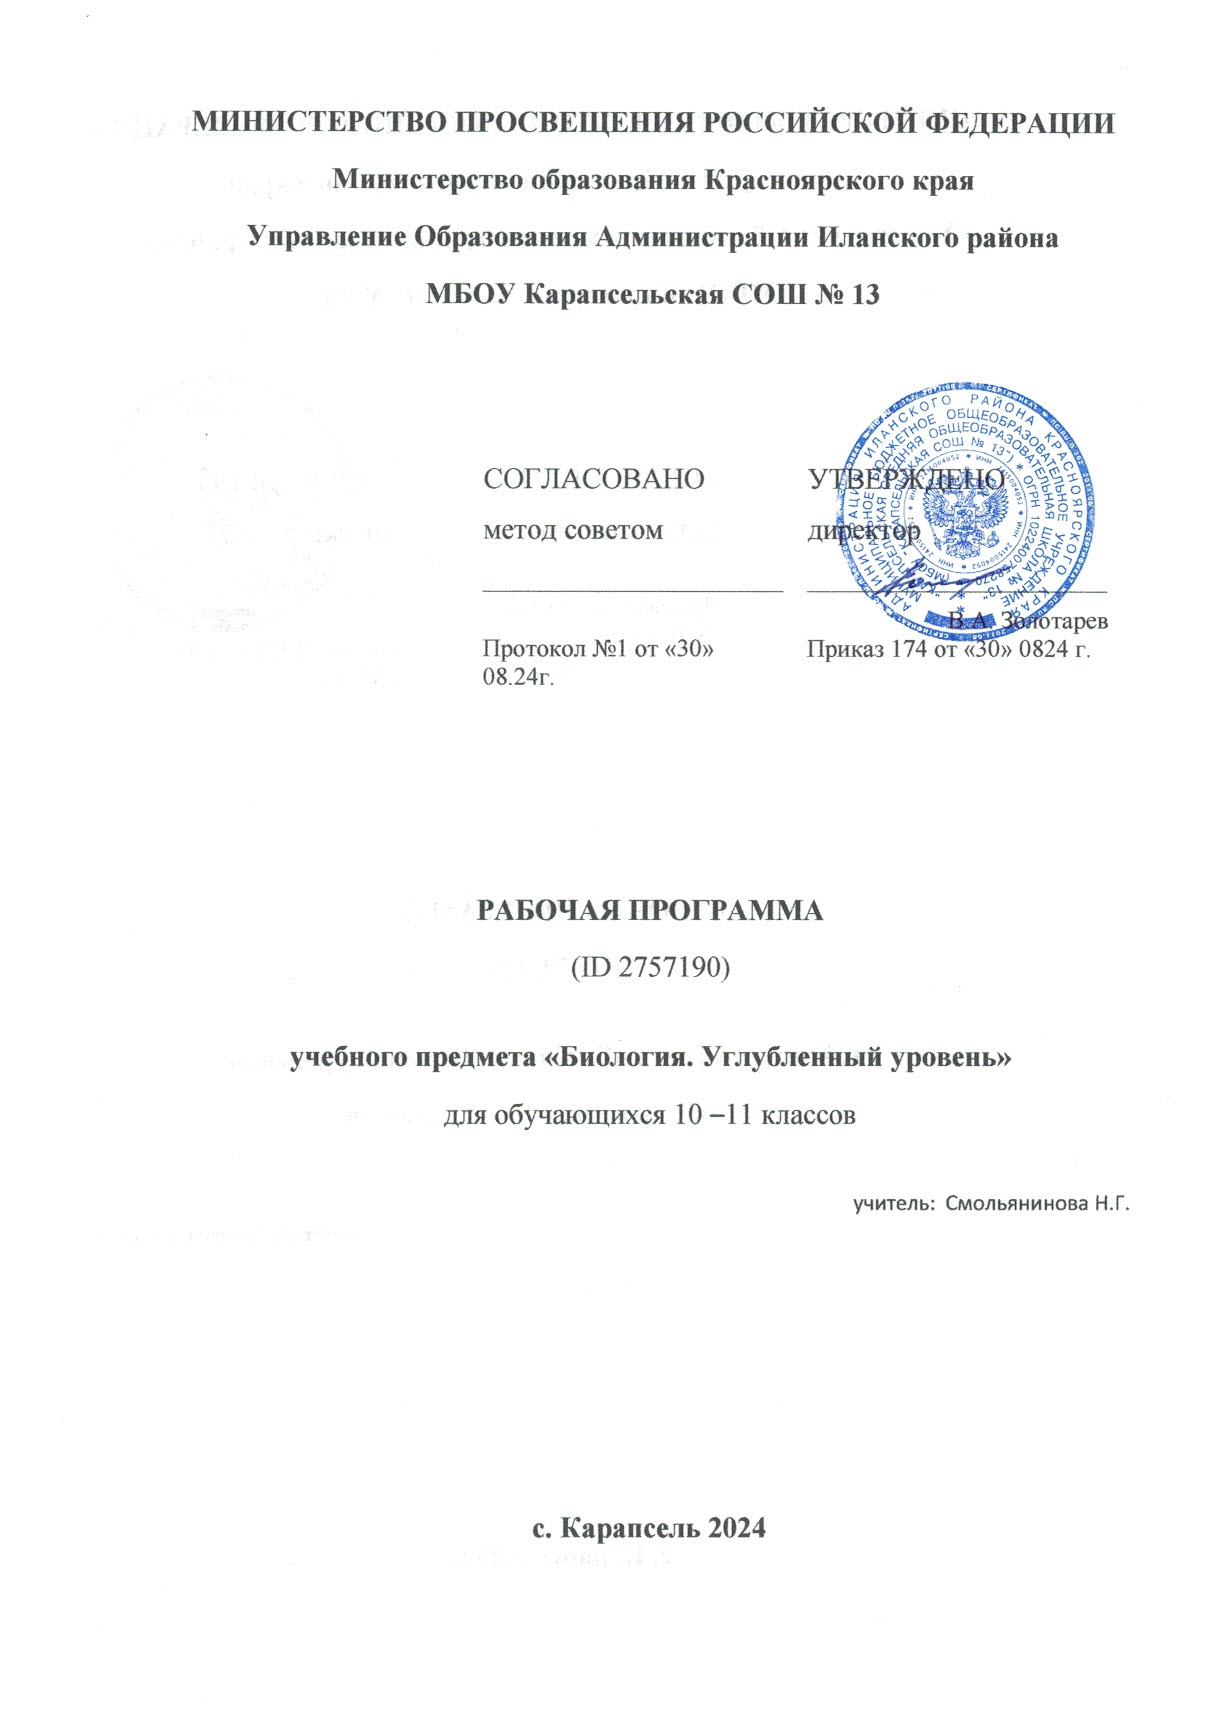 МИНИСТЕРСТВО ПРОСВЕЩЕНИЯ РОССИЙСКОЙ ФЕДЕРАЦИИ
Министерство образования Красноярского края
Управление Образования Администрации Иланского района
МБОУ Карапсельская СОШ № 13
СОГЛАСОВАНО
метод советом
Протокол №1 от «30»
08.24г.
УТВЕРЖДЕНО
директор
В.А. Золотарев
Приказ 174 от «30» 0824 г.
РАБОЧАЯ ПРОГРАММА
(ID 2757190)
учебного предмета «Биология. Углубленный уровень»
для обучающихся 10 –11 классов
учитель: Смольянинова Н.Г.
с. Карапсель 2024